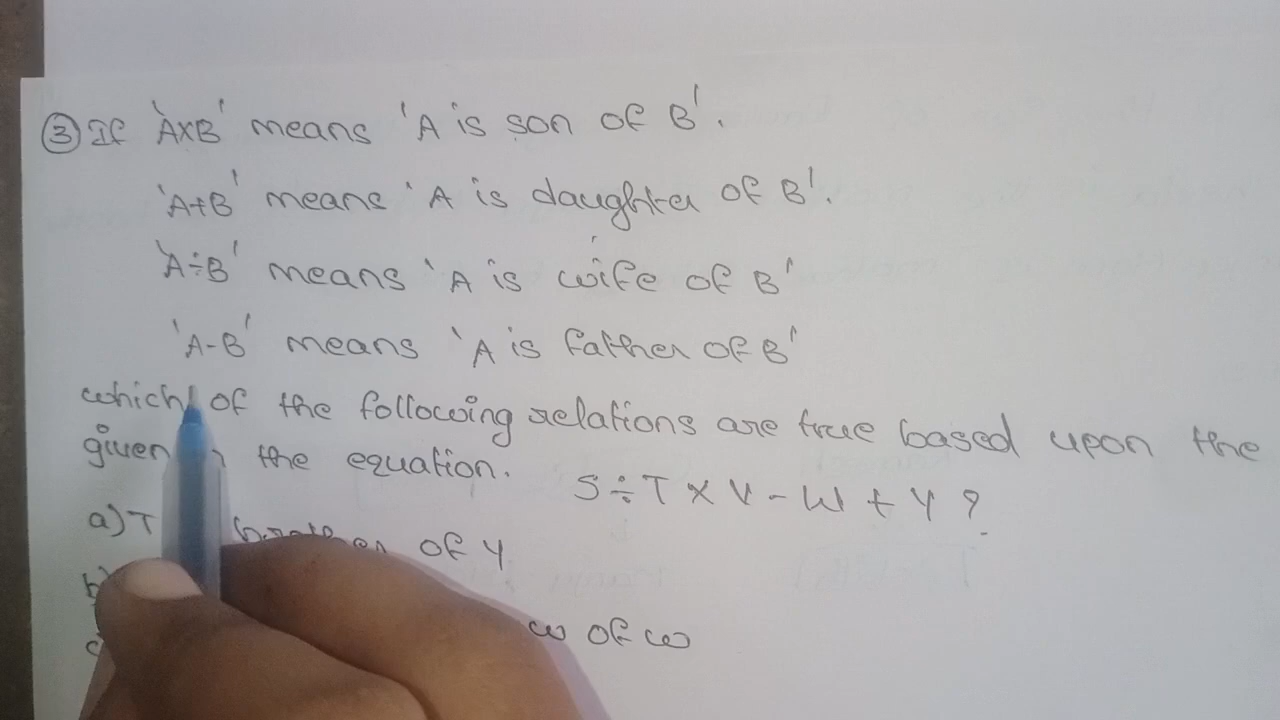 ③ If 'A×B' means 'A is son of B'.
'A+B' means 'A is daughter of B'.
'A÷B' means 'A is wife of B'
'A-B' means 'A is father of B'
which of the following relations are true based upon the
given the equation. S÷T×V-W+Y?
a) T of Y
w of w